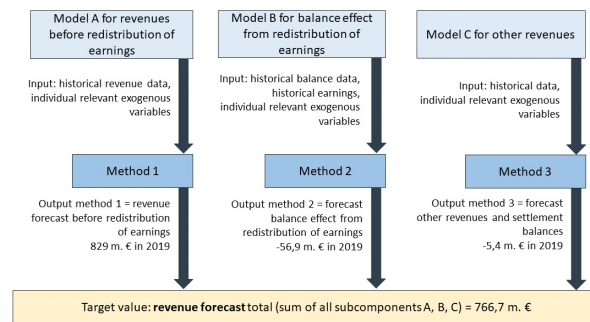 Model A for revenues
before redistribution of
earnings
Model B for balance effect
from redistribution of
earnings
Model C for other revenues
Input: historical revenue data,
individual relevant exogenous
variables
Input: historical balance data,
historical earnings,
individual relevant exogenous
variables
Input: historical data,
individual relevant exogenous
variables
Method 1
Method 2
Method 3
Output method 1 = revenue
forecast before redistribution
of earnings
829 m. € in 2019
Output method 2 = forecast
balance effect from
redistribution of earnings
-56,9 m. € in 2019
Output method 3 = forecast
other revenues and settlement
balances
-5,4 m. € in 2019
Target value: revenue forecast total (sum of all subcomponents A, B, C) = 766,7 m. €